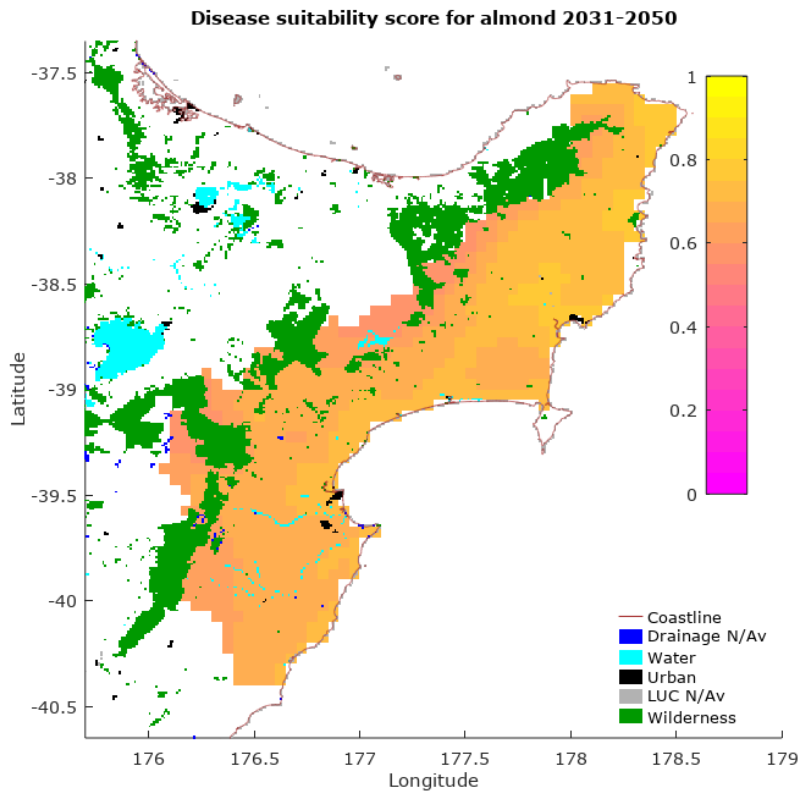 Disease suitability score for almond 2031-2050
-37.5
-38
-38.5
-39
-39.5
-40
-40.5
Latitude
176
176.5
177
177.5
178
178.5
179
Longitude
1
0.8
0.6
0.4
0.2
0
Coastline
Drainage N/Av
Water
Urban
LUC N/Av
Wilderness